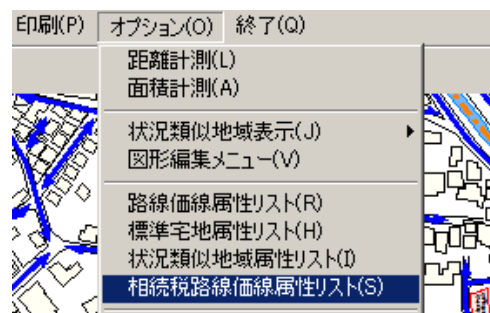 印刷(P) オプション(O) 終了(Q)
距離計測(L)
面積計測(A)
状況類似地域表示(J)
図形編集メニュー(V)
路線価線属性リスト(R)
標準宅地属性リスト(H)
状況類似地域属性リスト(I)
相続税路線価線属性リスト(S)